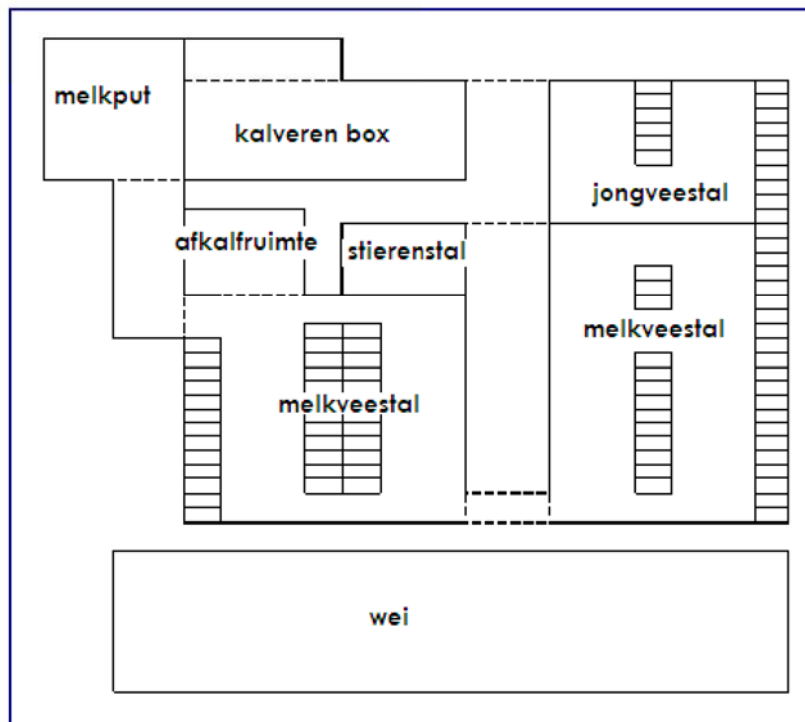 melkput
kalveren box
jongveestal
afkalfruimte
stierenstal
melkveestal
melkveestal
wei